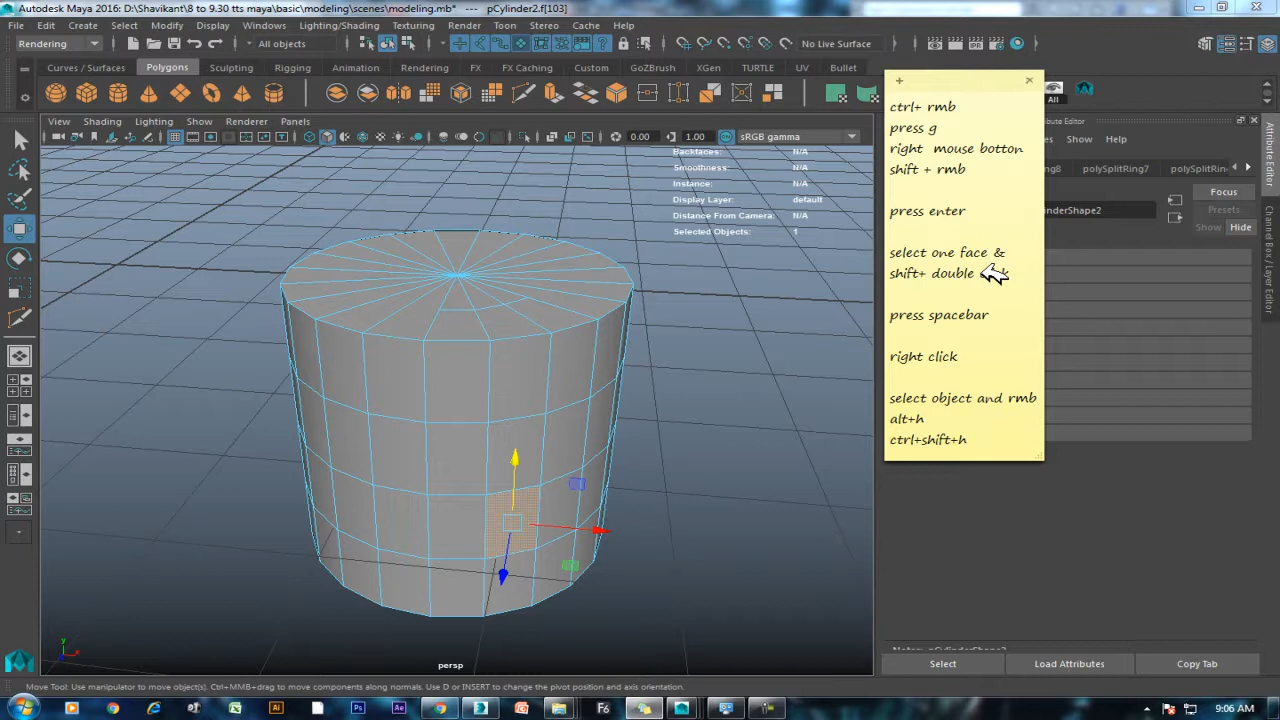 Autodesk Maya 2016: D:\Shavikant\8 to 9.30 tts maya\basic\modeling\scenes\modeling.mb*   ---   pCylinder2.f[103]
File Edit Create Select Modify Display Windows Lighting/Shading Texturing Render Toon Stereo Cache Help
Rendering All objects No Live Surface
Curves / Surfaces Polygons Sculpting Rigging Animation Rendering FX FX Caching Custom GoZBrush XGen TURTLE UV Bullet
All
View Shading Lighting Show Renderer Panels
0.00 1.00 sRGB gamma
Show Help
polySplitRing7
Focus
Presets
Show Hide
Attribute Editor
Channel Box / Layer Editor
Backfaces: N/A
Smoothness: N/A
Instance: N/A
Display Layer: default
Distance From Camera: N/A
Selected Objects: 1
ctrl+ rmb
press g
right mouse botton
shift + rmb
press enter
select one face &
shift+ double
press spacebar
right click
select object and rmb
alt+h
ctrl+shift+h
persp
y
x
Select Load Attributes Copy Tab
Move Tool: Use manipulator to move object(s). Ctrl+MMB+drag to move components along normals. Use D or INSERT to change the pivot position and axis orientation.
9:06 AM